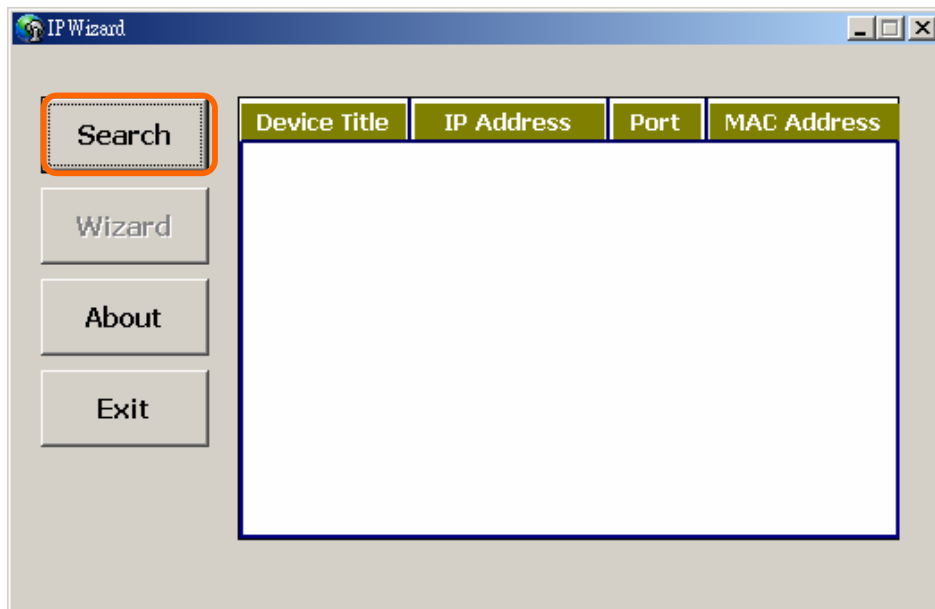 IP Wizard
Search
Device Title IP Address Port MAC Address
Wizard
About
Exit